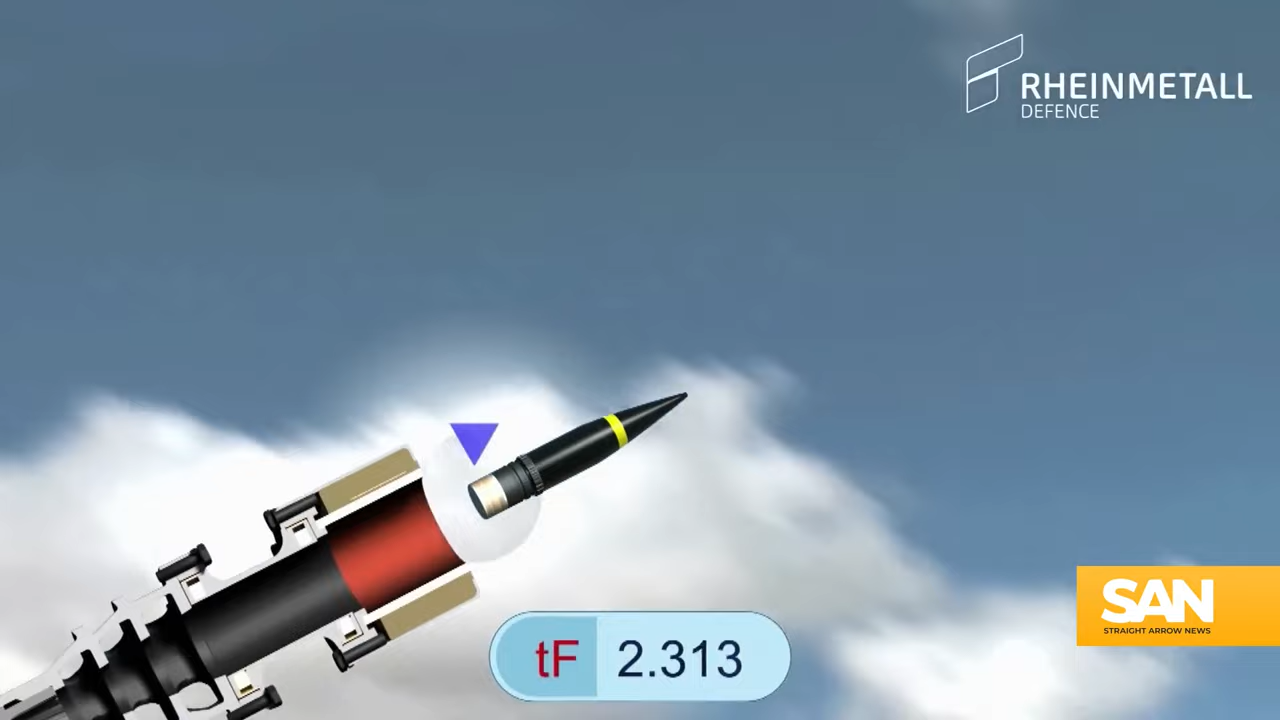 RHEINMETALL
DEFENCE
SAN
STRAIGHT ARROW NEWS
tF 2.313